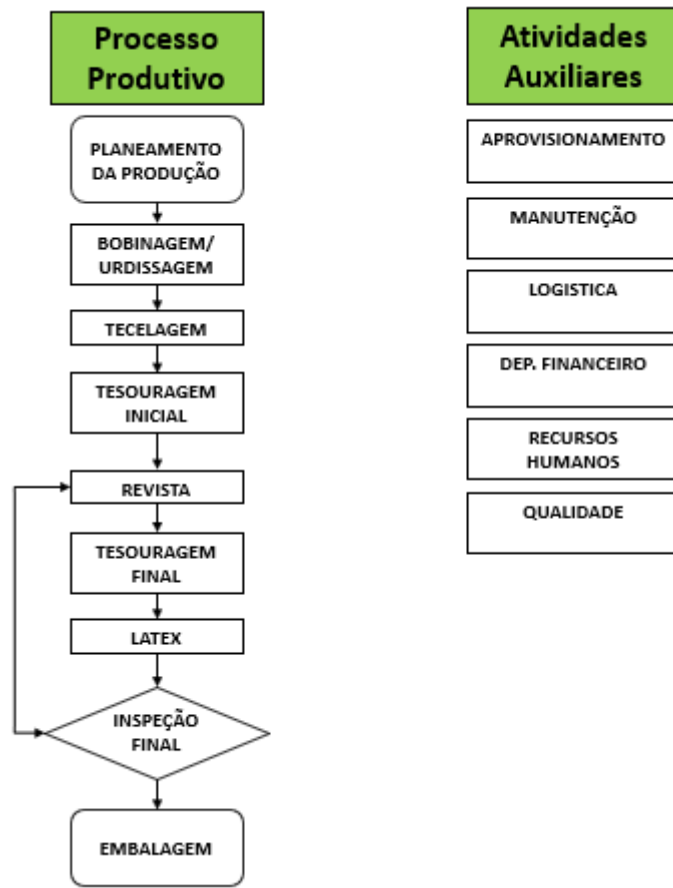 Processo
Produtivo
PLANEAMENTO
DA PRODUÇÃO
BOBINAGEM/
URDISSAGEM
TECELAGEM
TESOURAGEM
INICIAL
REVISTA
TESOURAGEM
FINAL
LATEX
INSPEÇÃO
FINAL
EMBALAGEM
Atividades
Auxiliares
APROVISIONAMENTO
MANUTENÇÃO
LOGISTICA
DEP. FINANCEIRO
RECURSOS
HUMANOS
QUALIDADE